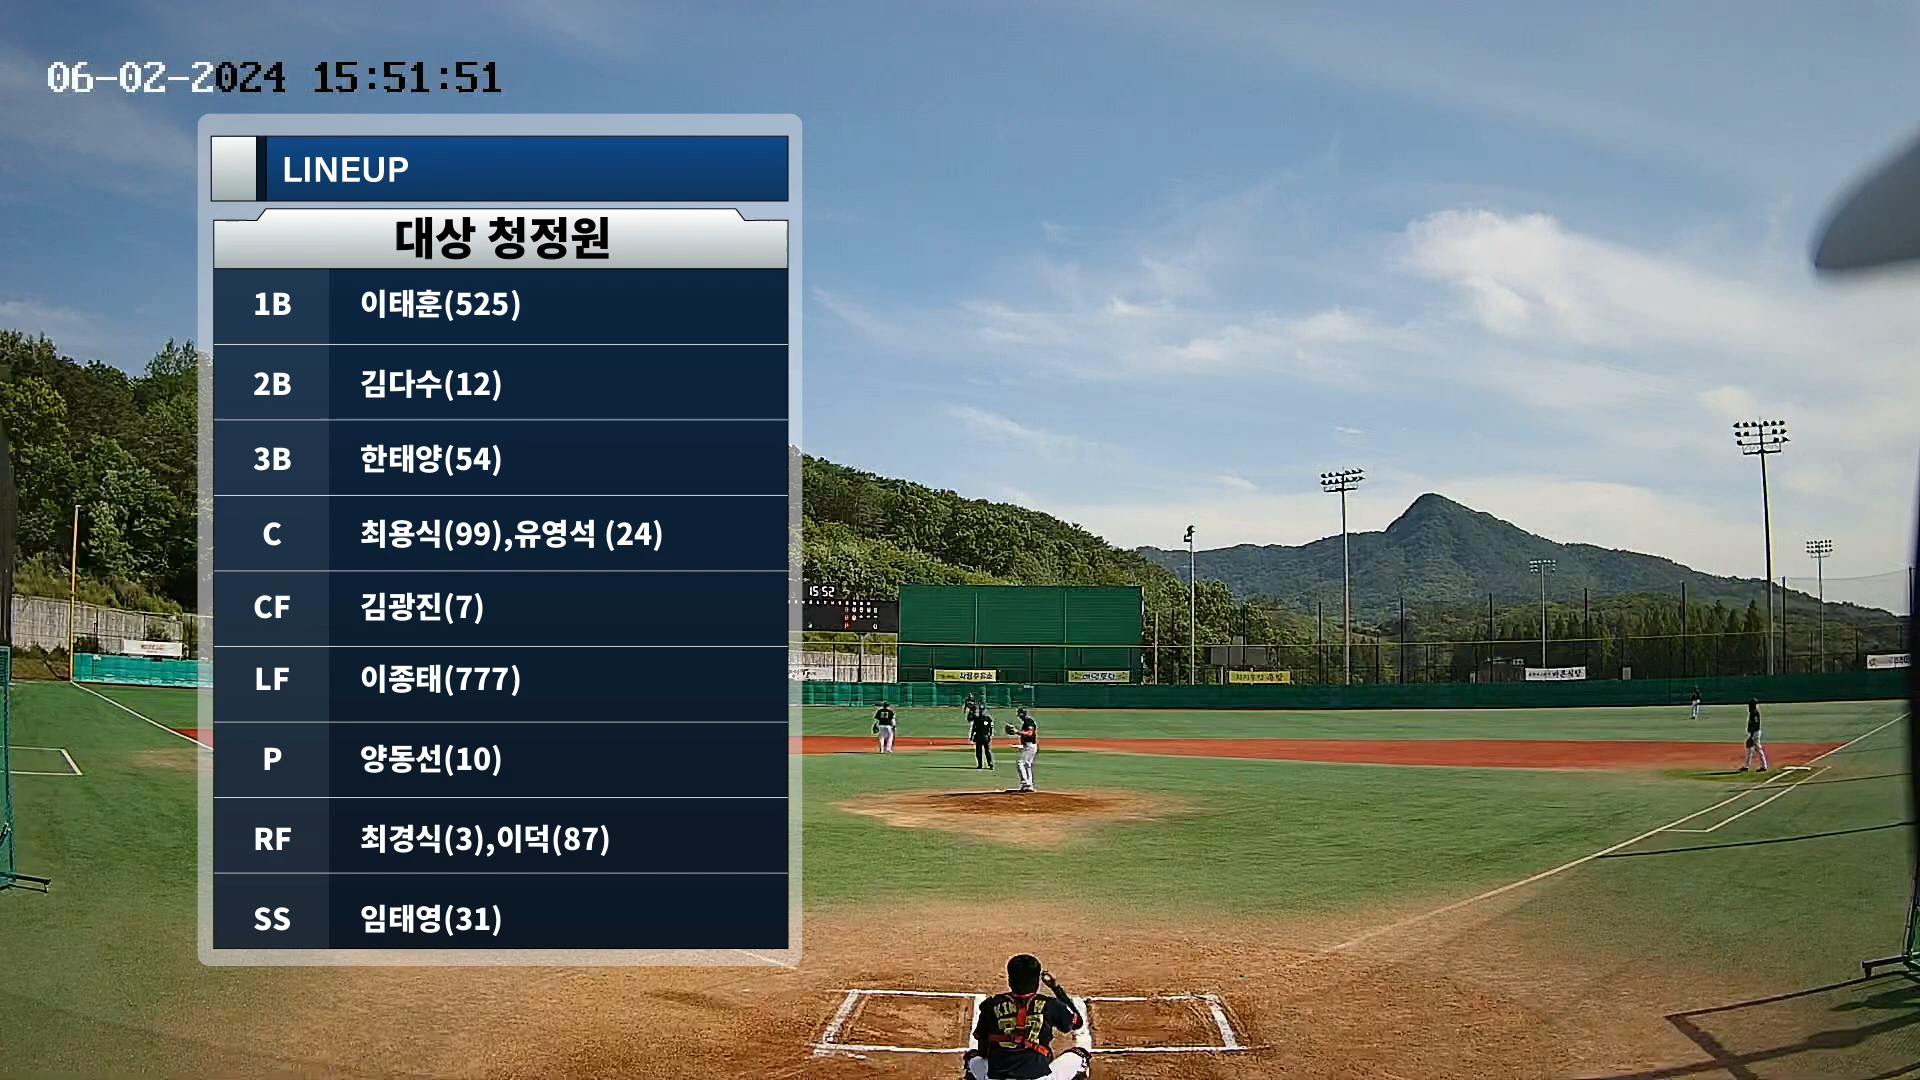 06-02-2024 15:51:51
LINEUP
대상 청정원
1B 이태훈(525)
2B 김다수(12)
3B 한태양(54)
C 최용식(99),유영석 (24)
CF 김광진(7)
LF 이종태(777)
P 양동선(10)
RF 최경식(3),이덕(87)
SS 임태영(31)
15:52